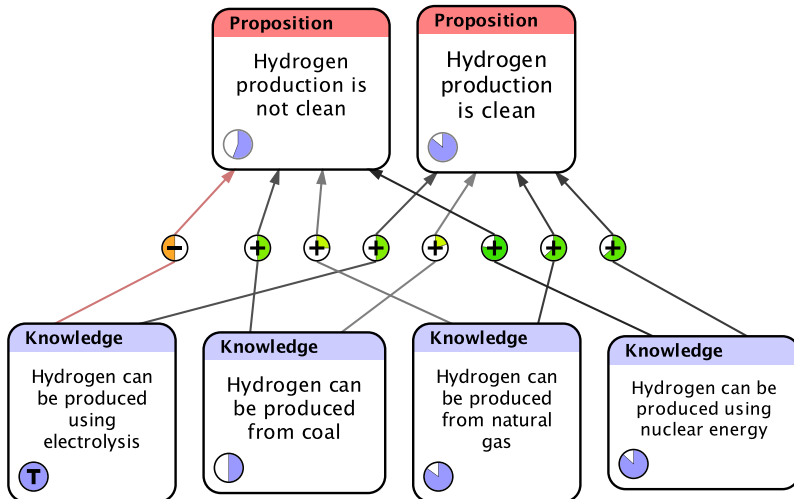 Proposition
Hydrogen
production is
not clean
Proposition
Hydrogen
production
is clean
Knowledge
Hydrogen can
be produced
using
electrolysis
T
Knowledge
Hydrogen can
be produced
from coal
Knowledge
Hydrogen can
be produced
from natural
gas
Knowledge
Hydrogen can be
produced using
nuclear energy